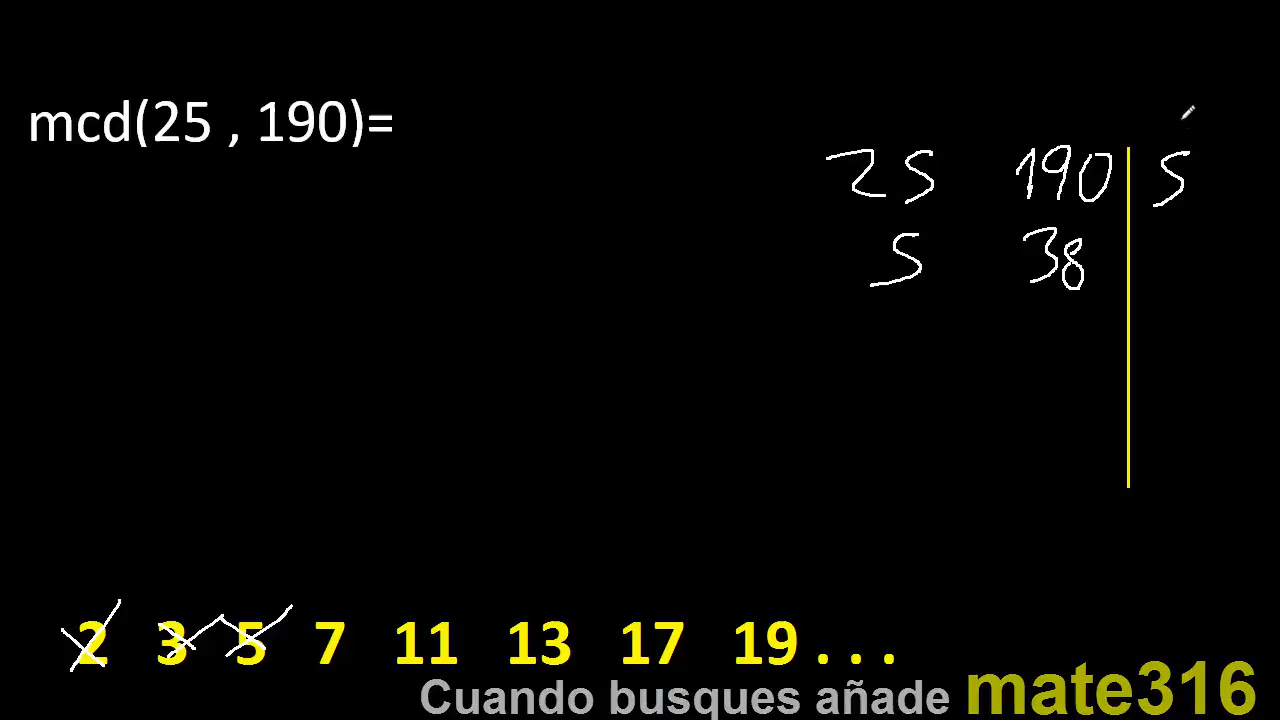 mcd(25 , 190)=
25 190 5
5 38
2 3 5 7 11 13 17 19 . . .
Cuando busques añade mate316